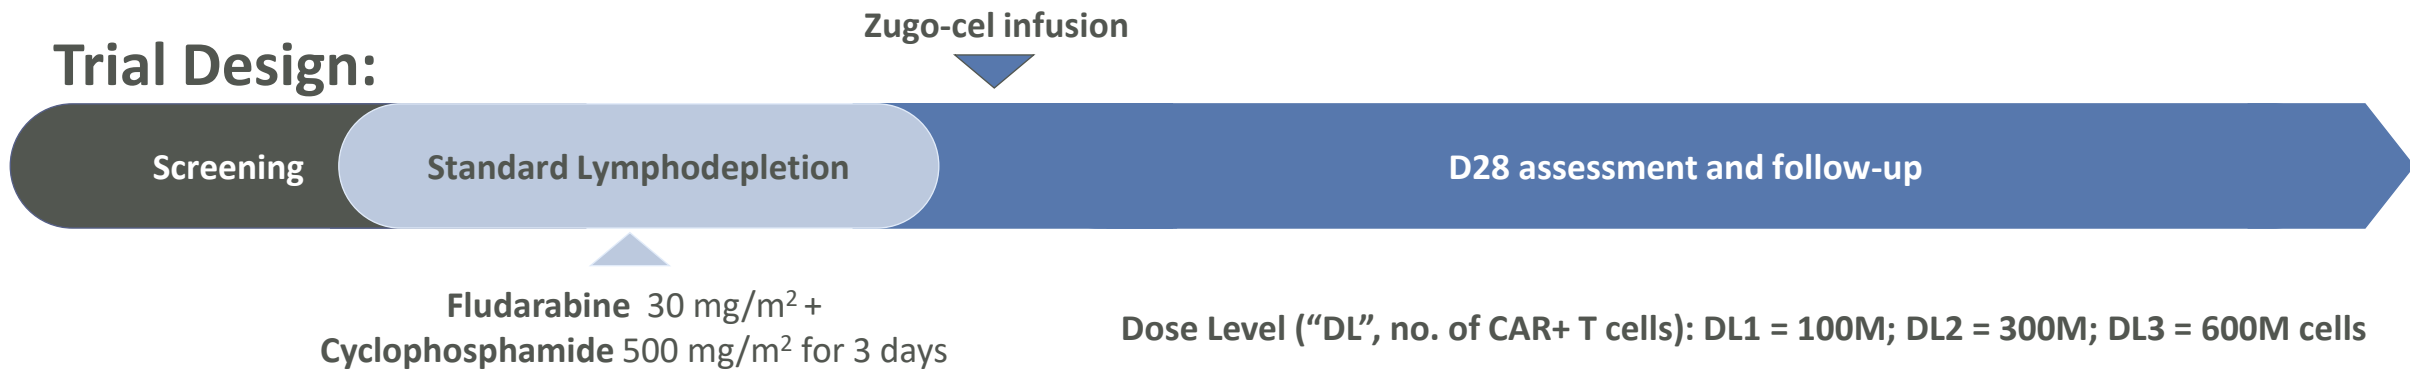 Zugo-cel infusion
Trial Design:
Screening
Standard Lymphodepletion
D28 assessment and follow-up
Fludarabine 30 mg/m² +
Cyclophosphamide 500 mg/m² for 3 days
Dose Level (“DL”, no. of CAR+ T cells): DL1 = 100M; DL2 = 300M; DL3 = 600M cells